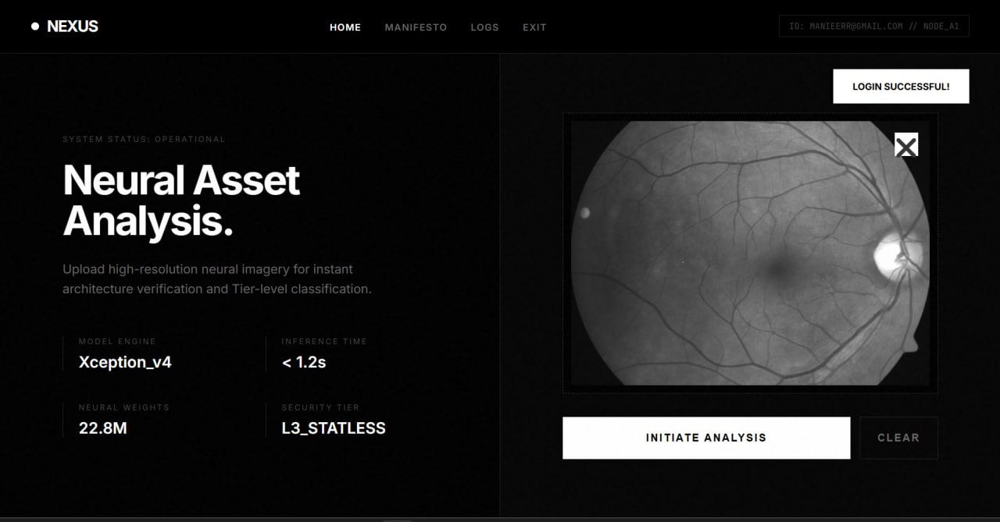 NEXUS
HOME MANIFESTO LOGS EXIT
ID: MANIEERR@GMAIL.COM // NODE_A1
LOGIN SUCCESSFUL!
SYSTEM STATUS: OPERATIONAL
Neural Asset
Analysis.
Upload high-resolution neural imagery for instant
architecture verification and Tier-level classification.
MODEL ENGINE
Xception_v4
INFERENCE TIME
< 1.2s
NEURAL WEIGHTS
22.8M
SECURITY TIER
L3_STATLESS
INITIATE ANALYSIS
CLEAR